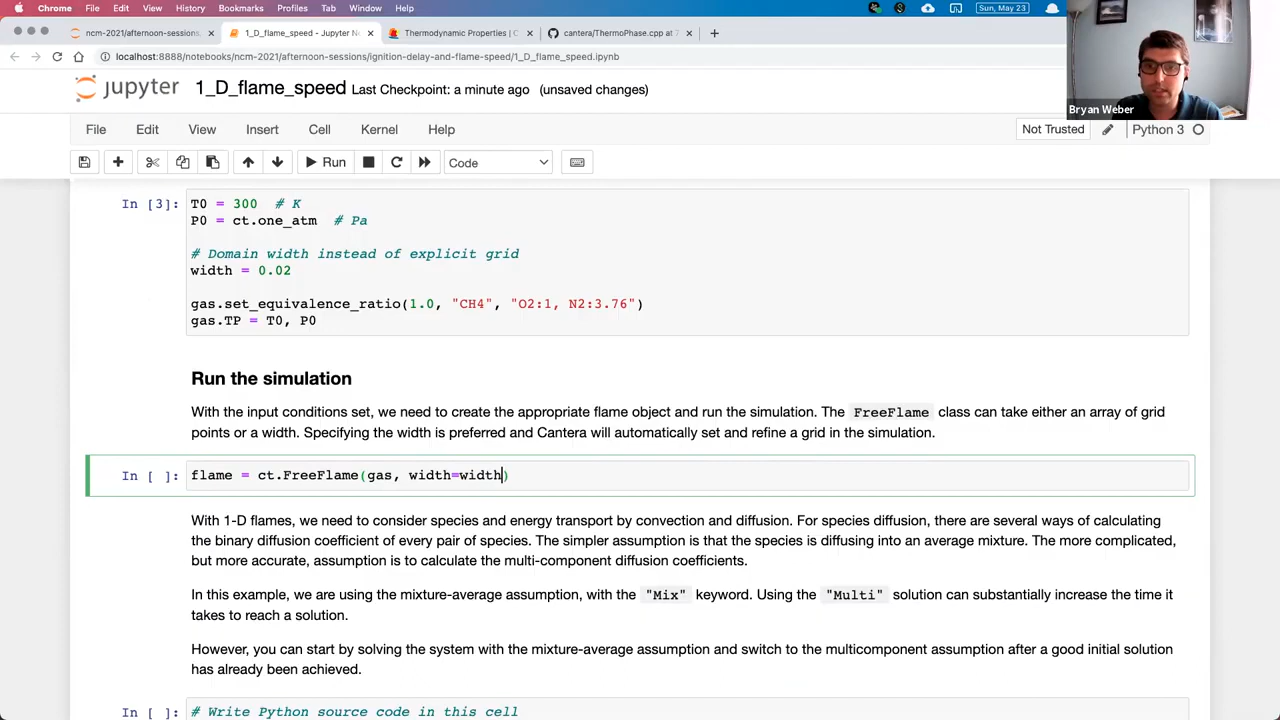 Chrome File Edit View History Bookmarks Profiles Tab Window Help
Sun, May 23
ncm-2021/afternoon-sessions
1_D_flame_speed - Jupyter N
Thermodynamic Properties | C
cantera/ThermoPhase.cpp at 7
localhost:8888/notebooks/ncm-2021/afternoon-sessions/ignition-delay-and-flame-speed/1_D_flame_speed.ipynb
Bryan Weber
jupyter 1_D_flame_speed Last Checkpoint: a minute ago (unsaved changes)
File Edit View Insert Cell Kernel Help
Not Trusted
Python 3
Run
Code
In [3]: T0 = 300 # K
P0 = ct.one_atm # Pa
# Domain width instead of explicit grid
width = 0.02
gas.set_equivalence_ratio(1.0, "CH4", "O2:1, N2:3.76")
gas.TP = T0, P0
Run the simulation
With the input conditions set, we need to create the appropriate flame object and run the simulation. The FreeFlame class can take either an array of grid
points or a width. Specifying the width is preferred and Cantera will automatically set and refine a grid in the simulation.
In [ ]: flame = ct.FreeFlame(gas, width=width)
With 1-D flames, we need to consider species and energy transport by convection and diffusion. For species diffusion, there are several ways of calculating
the binary diffusion coefficient of every pair of species. The simpler assumption is that the species is diffusing into an average mixture. The more complicated,
but more accurate, assumption is to calculate the multi-component diffusion coefficients.
In this example, we are using the mixture-average assumption, with the "Mix" keyword. Using the "Multi" solution can substantially increase the time it
takes to reach a solution.
However, you can start by solving the system with the mixture-average assumption and switch to the multicomponent assumption after a good initial solution
has already been achieved.
In [ ]: # Write Python source code in this cell